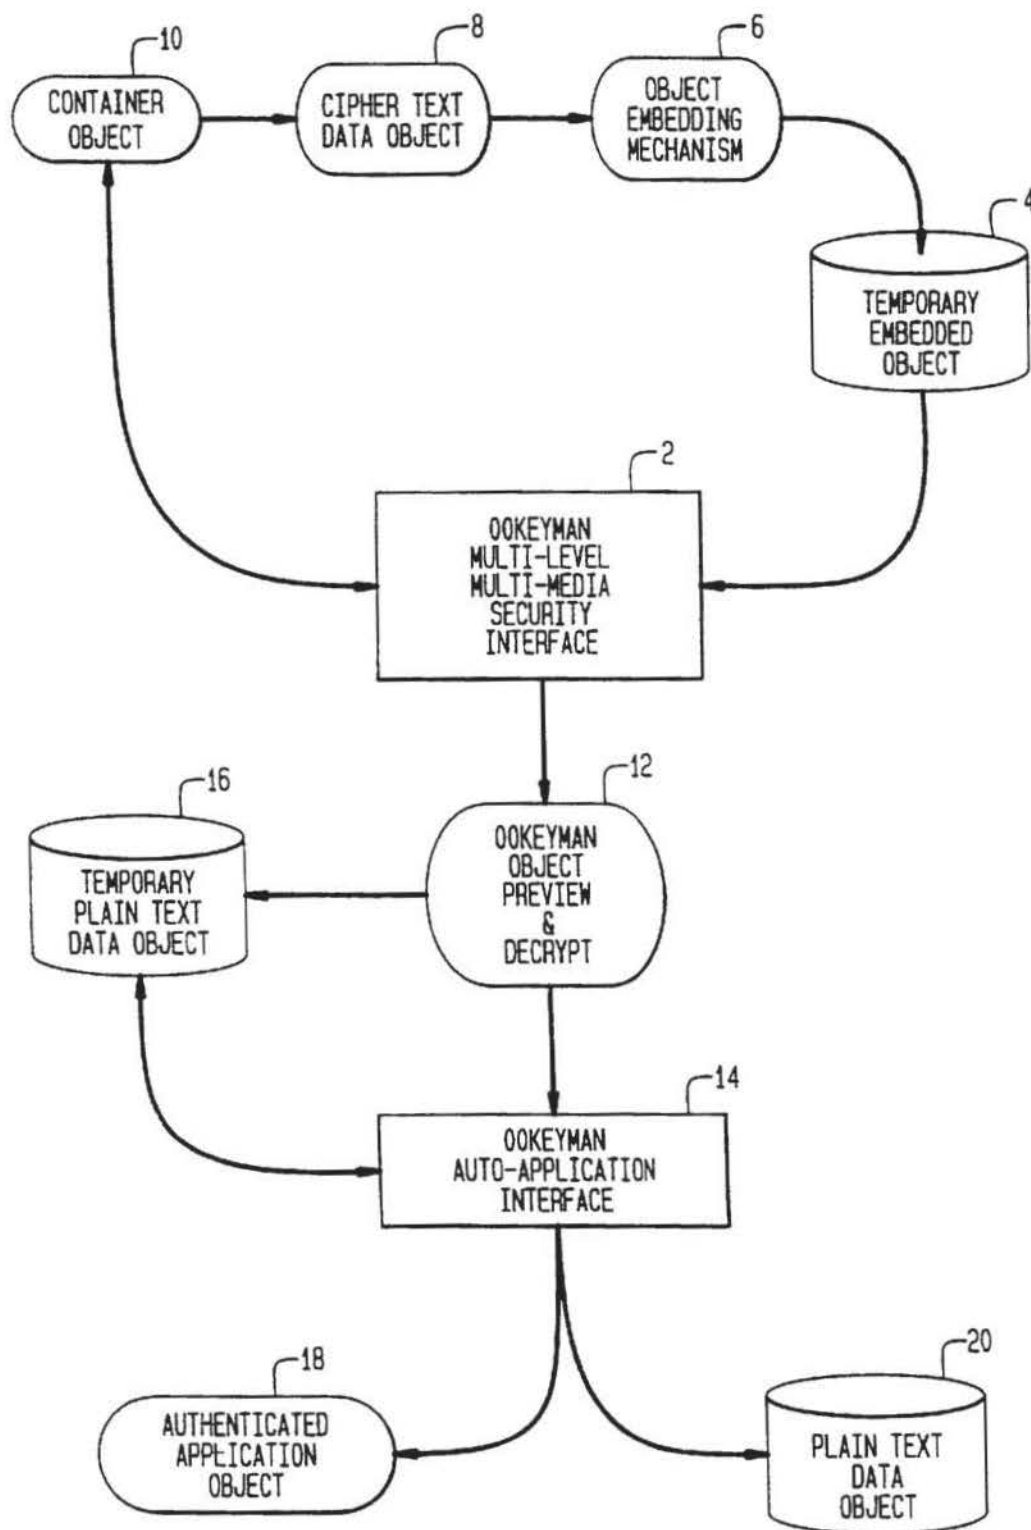 10
CONTAINER
OBJECT
8
CIPHER TEXT
DATA OBJECT
6
OBJECT
EMBEDDING
MECHANISM
4
TEMPORARY
EMBEDDED
OBJECT
2
OOKEYMAN
MULTI-LEVEL
MULTI-MEDIA
SECURITY
INTERFACE
12
OOKEYMAN
OBJECT
PREVIEW
&
DECRYPT
16
TEMPORARY
PLAIN TEXT
DATA OBJECT
14
OOKEYMAN
AUTO-APPLICATION
INTERFACE
18
AUTHENTICATED
APPLICATION
OBJECT
20
PLAIN TEXT
DATA
OBJECT